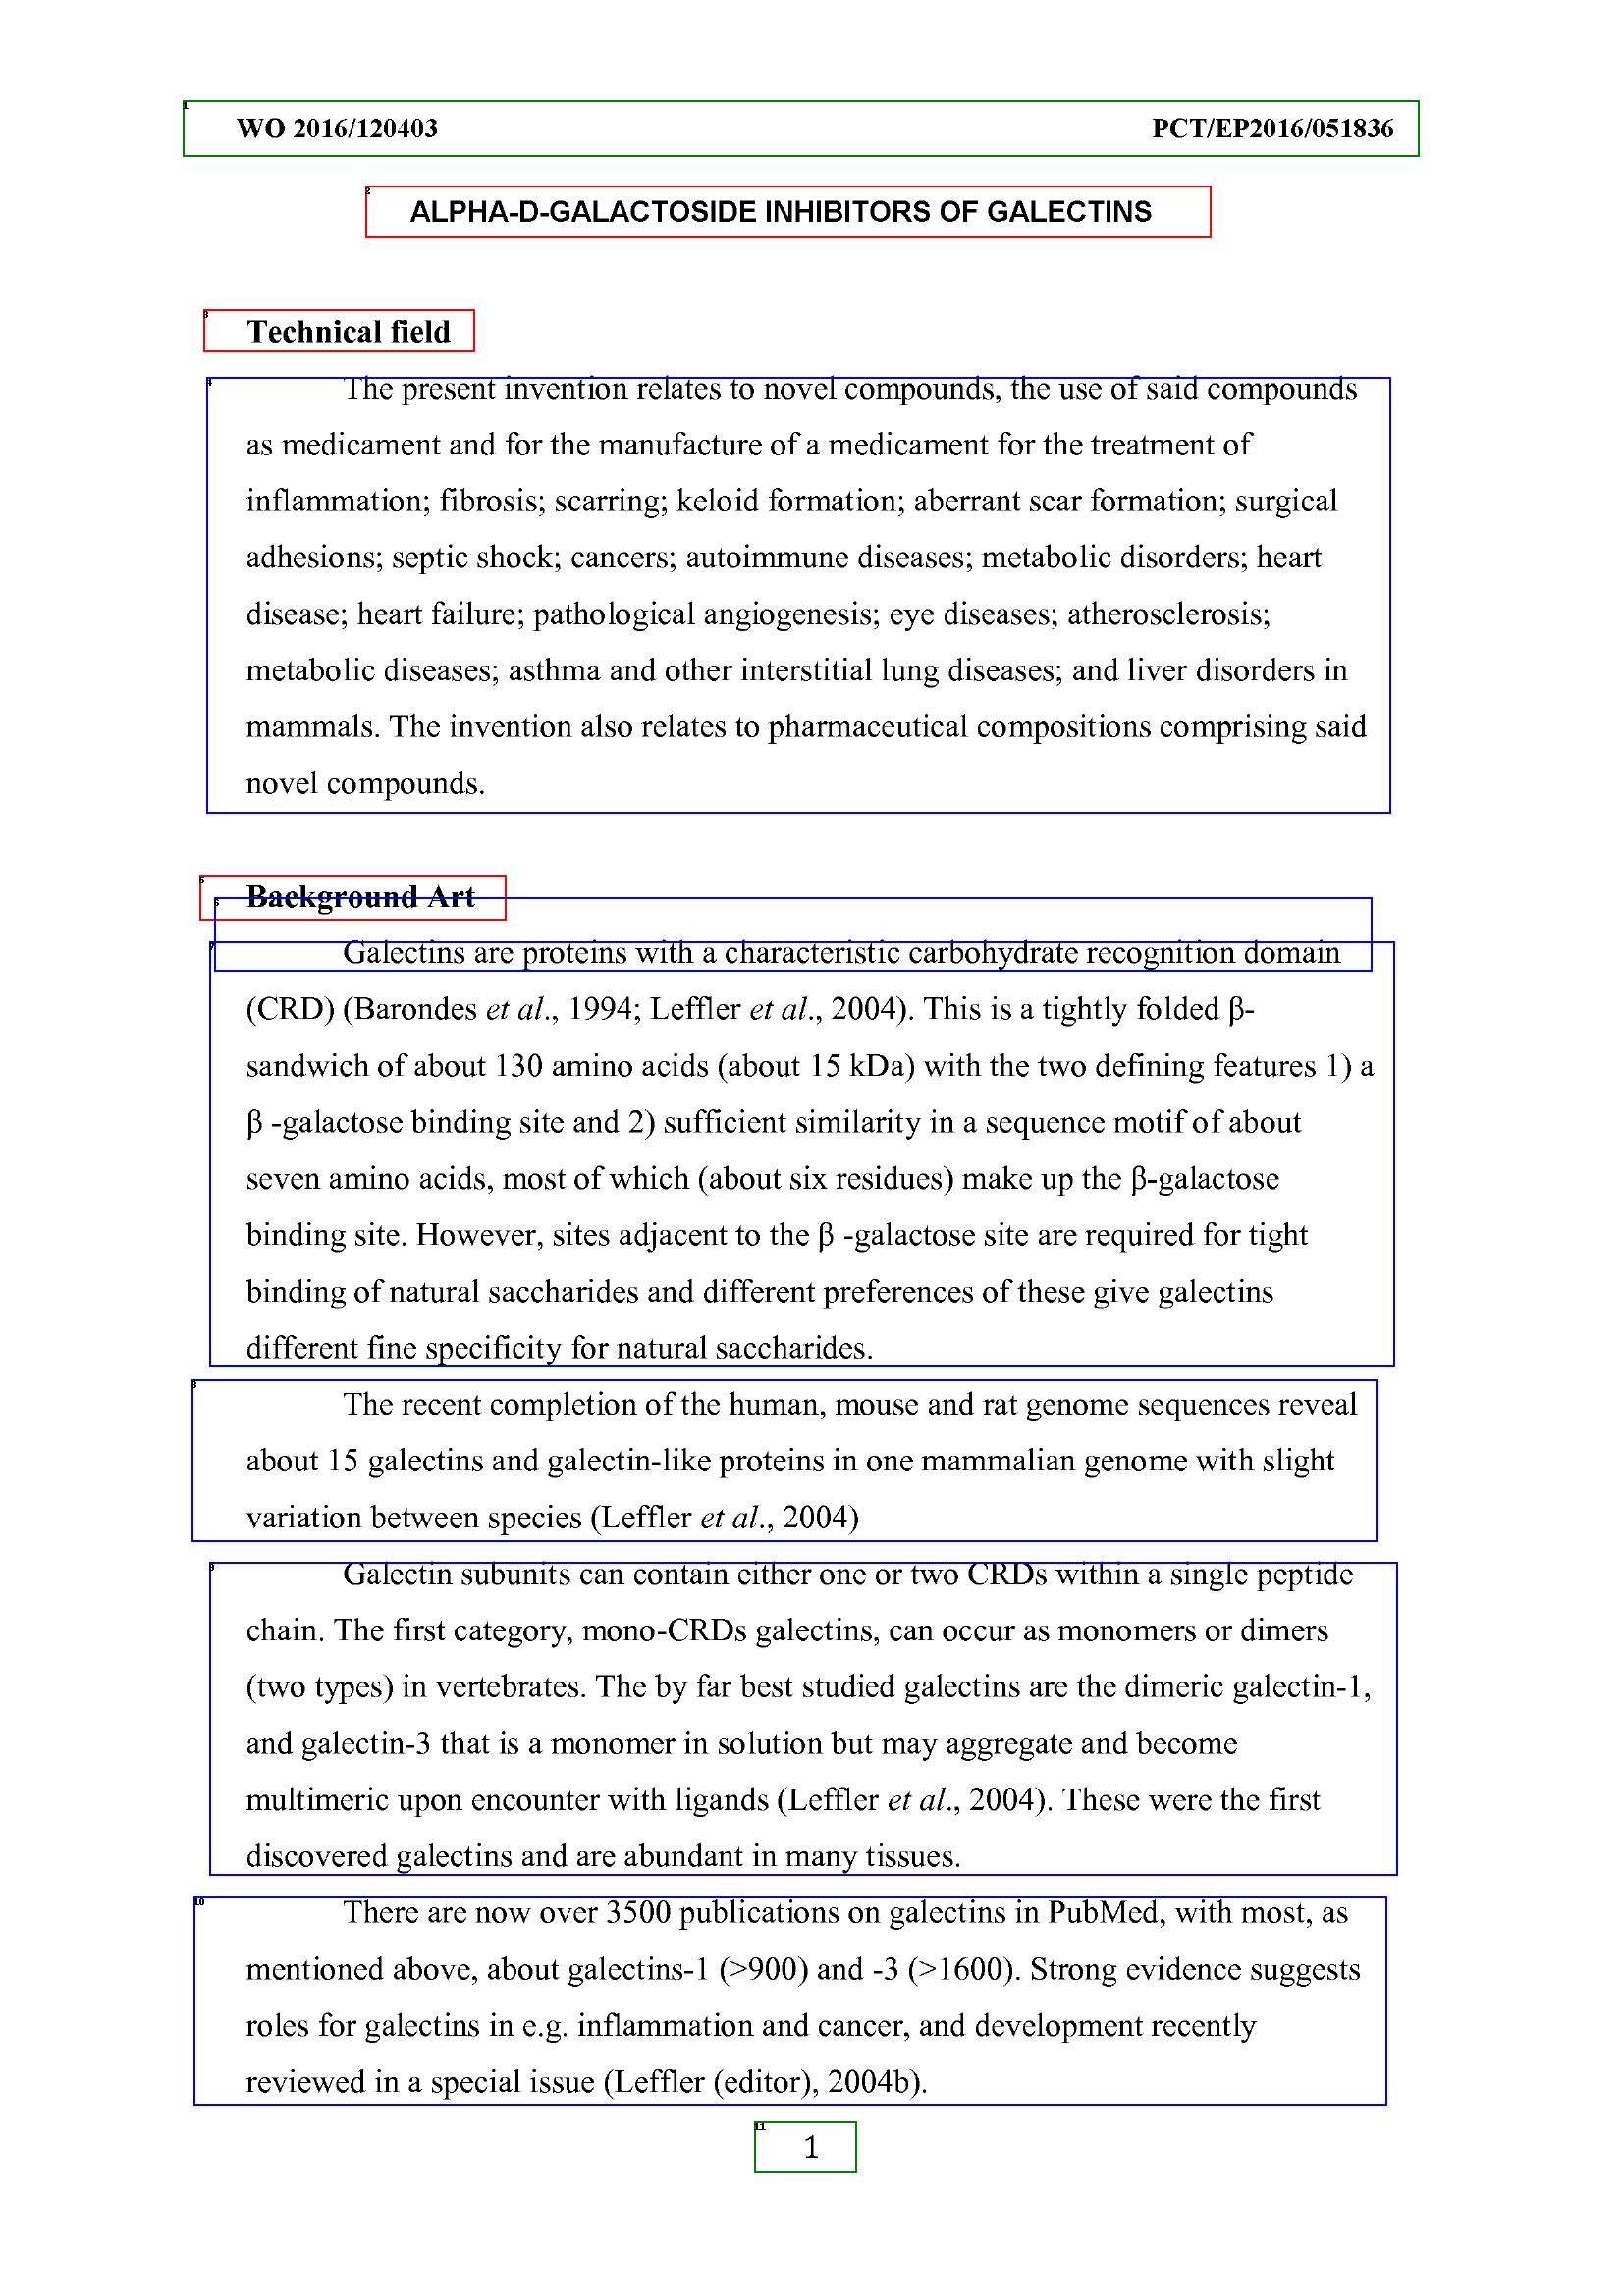 1
WO 2016/120403 PCT/EP2016/051836
2
ALPHA-D-GALACTOSIDE INHIBITORS OF GALECTINS
3
Technical field
4
The present invention relates to novel compounds, the use of said compounds
as medicament and for the manufacture of a medicament for the treatment of
inflammation; fibrosis; scarring; keloid formation; aberrant scar formation; surgical
adhesions; septic shock; cancers; autoimmune diseases; metabolic disorders; heart
disease; heart failure; pathological angiogenesis; eye diseases; atherosclerosis;
metabolic diseases; asthma and other interstitial lung diseases; and liver disorders in
mammals. The invention also relates to pharmaceutical compositions comprising said
novel compounds.
5
Background Art
6
7
Galectins are proteins with a characteristic carbohydrate recognition domain
(CRD) (Barondes et al., 1994; Leffler et al., 2004). This is a tightly folded β-
sandwich of about 130 amino acids (about 15 kDa) with the two defining features 1) a
β -galactose binding site and 2) sufficient similarity in a sequence motif of about
seven amino acids, most of which (about six residues) make up the β-galactose
binding site. However, sites adjacent to the β -galactose site are required for tight
binding of natural saccharides and different preferences of these give galectins
different fine specificity for natural saccharides.
8
The recent completion of the human, mouse and rat genome sequences reveal
about 15 galectins and galectin-like proteins in one mammalian genome with slight
variation between species (Leffler et al., 2004)
9
Galectin subunits can contain either one or two CRDs within a single peptide
chain. The first category, mono-CRDs galectins, can occur as monomers or dimers
(two types) in vertebrates. The by far best studied galectins are the dimeric galectin-1,
and galectin-3 that is a monomer in solution but may aggregate and become
multimeric upon encounter with ligands (Leffler et al., 2004). These were the first
discovered galectins and are abundant in many tissues.
10
There are now over 3500 publications on galectins in PubMed, with most, as
mentioned above, about galectins-1 (>900) and -3 (>1600). Strong evidence suggests
roles for galectins in e.g. inflammation and cancer, and development recently
reviewed in a special issue (Leffler (editor), 2004b).
11
1